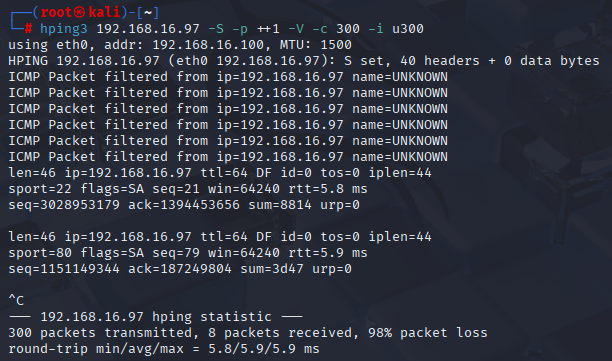 ┌──(root㉿kali)-[~]
└─# hping3 192.168.16.97 -S -p ++1 -V -c 300 -i u300
using eth0, addr: 192.168.16.100, MTU: 1500
HPING 192.168.16.97 (eth0 192.168.16.97): S set, 40 headers + 0 data bytes
ICMP Packet filtered from ip=192.168.16.97 name=UNKNOWN
ICMP Packet filtered from ip=192.168.16.97 name=UNKNOWN
ICMP Packet filtered from ip=192.168.16.97 name=UNKNOWN
ICMP Packet filtered from ip=192.168.16.97 name=UNKNOWN
ICMP Packet filtered from ip=192.168.16.97 name=UNKNOWN
ICMP Packet filtered from ip=192.168.16.97 name=UNKNOWN
len=46 ip=192.168.16.97 ttl=64 DF id=0 tos=0 iplen=44
sport=22 flags=SA seq=21 win=64240 rtt=5.8 ms
seq=3028953179 ack=1394453656 sum=8814 urp=0

len=46 ip=192.168.16.97 ttl=64 DF id=0 tos=0 iplen=44
sport=80 flags=SA seq=79 win=64240 rtt=5.9 ms
seq=1151149344 ack=187249804 sum=3d47 urp=0

^C
--- 192.168.16.97 hping statistic ---
300 packets transmitted, 8 packets received, 98% packet loss
round-trip min/avg/max = 5.8/5.9/5.9 ms